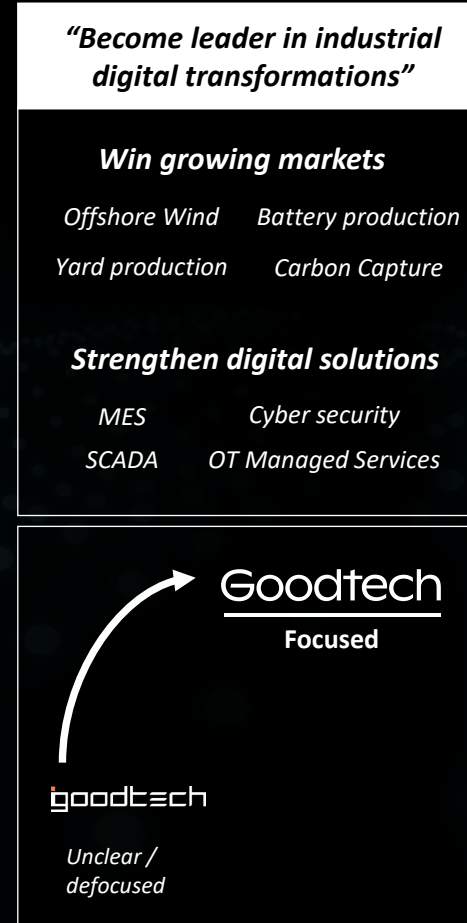 “Become leader in industrial
digital transformations”
Win growing markets
Offshore Wind Battery production
Yard production Carbon Capture
Strengthen digital solutions
MES Cyber security
SCADA OT Managed Services
Goodtech
Focused
goodtech
Unclear /
defocused